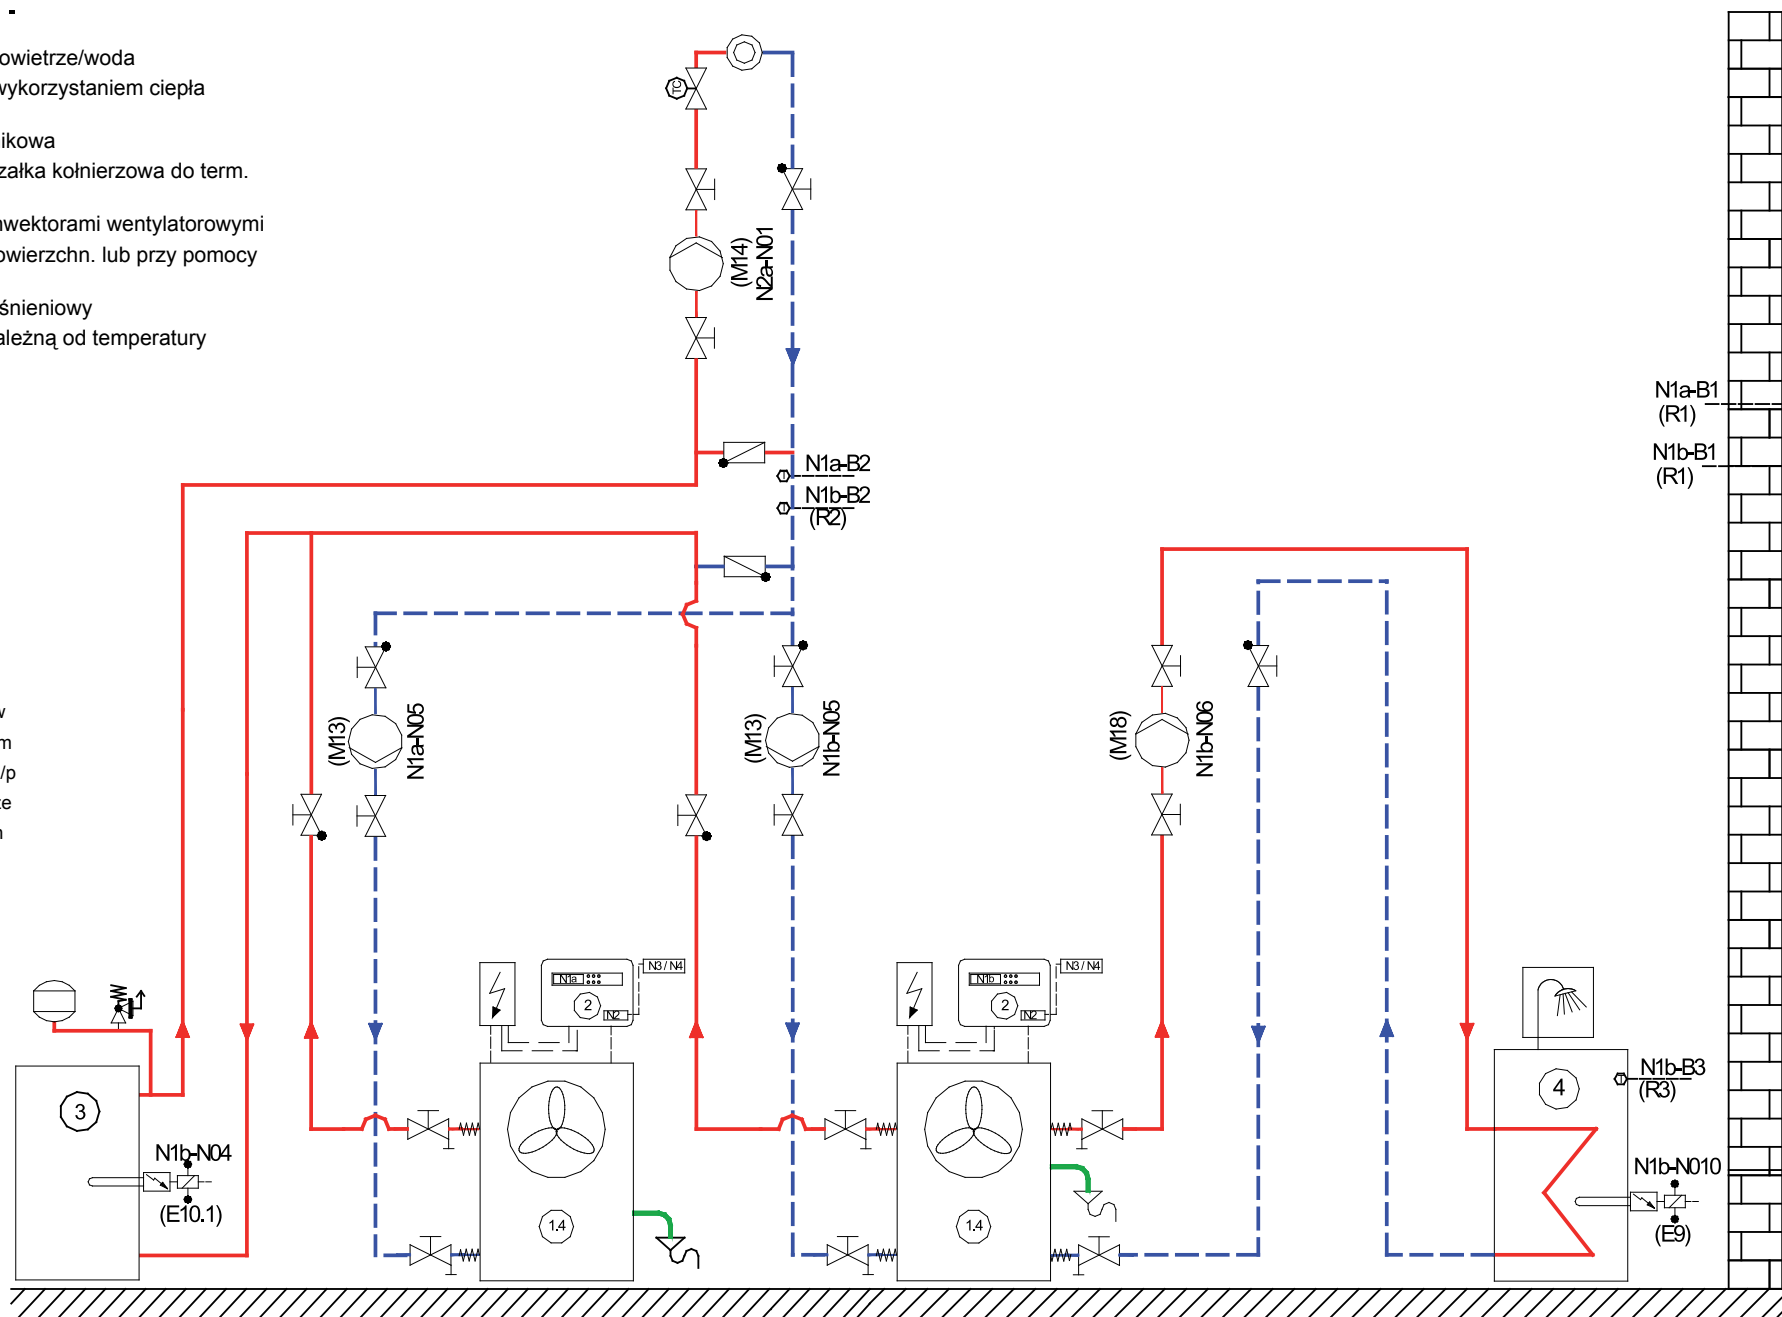 owietrze/woda
wykorzystaniem ciepła
ikowa
załka kołnierzowa do term.
nwektorami wentylatorowymi
owierzchn. lub przy pomocy
śnieniowy
ależną od temperatury
TC
(M14)
N2a-N01
N1a-B1
(R1)
N1b-B1
(R1)
N1a-B2
N1b-B2
(R2)
w
m
/p
te
n
(M13)
N1a-N05
(M13)
N1b-N05
(M18)
N1b-N06
N1a
2
N2
N3 / N4
N1b
2
N2
N3 / N4
3
N1b-N04
(E10.1)
1.4
1.4
4
N1b-B3
(R3)
N1b-N010
(E9)